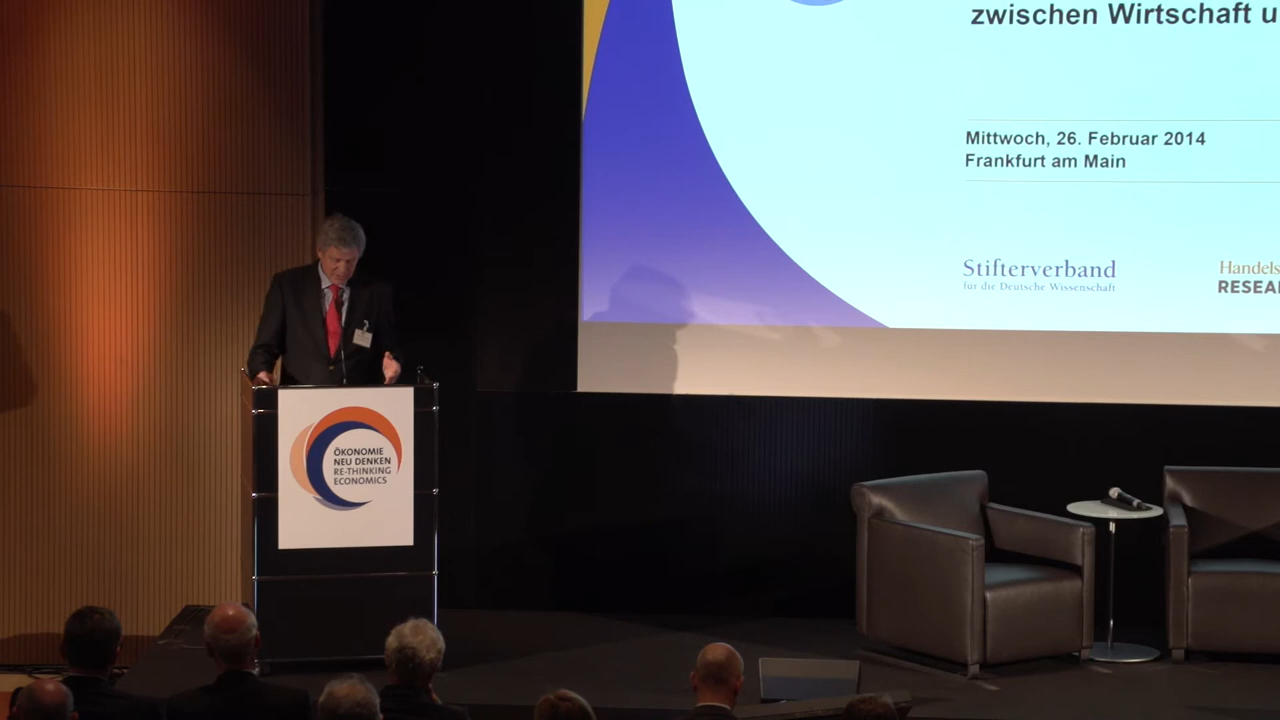 zwischen Wirtschaft u
Mittwoch, 26. Februar 2014
Frankfurt am Main
Stifterverband
für die Deutsche Wissenschaft
Handels
RESEA
ÖKONOMIE
NEU DENKEN
RE-THINKING
ECONOMICS